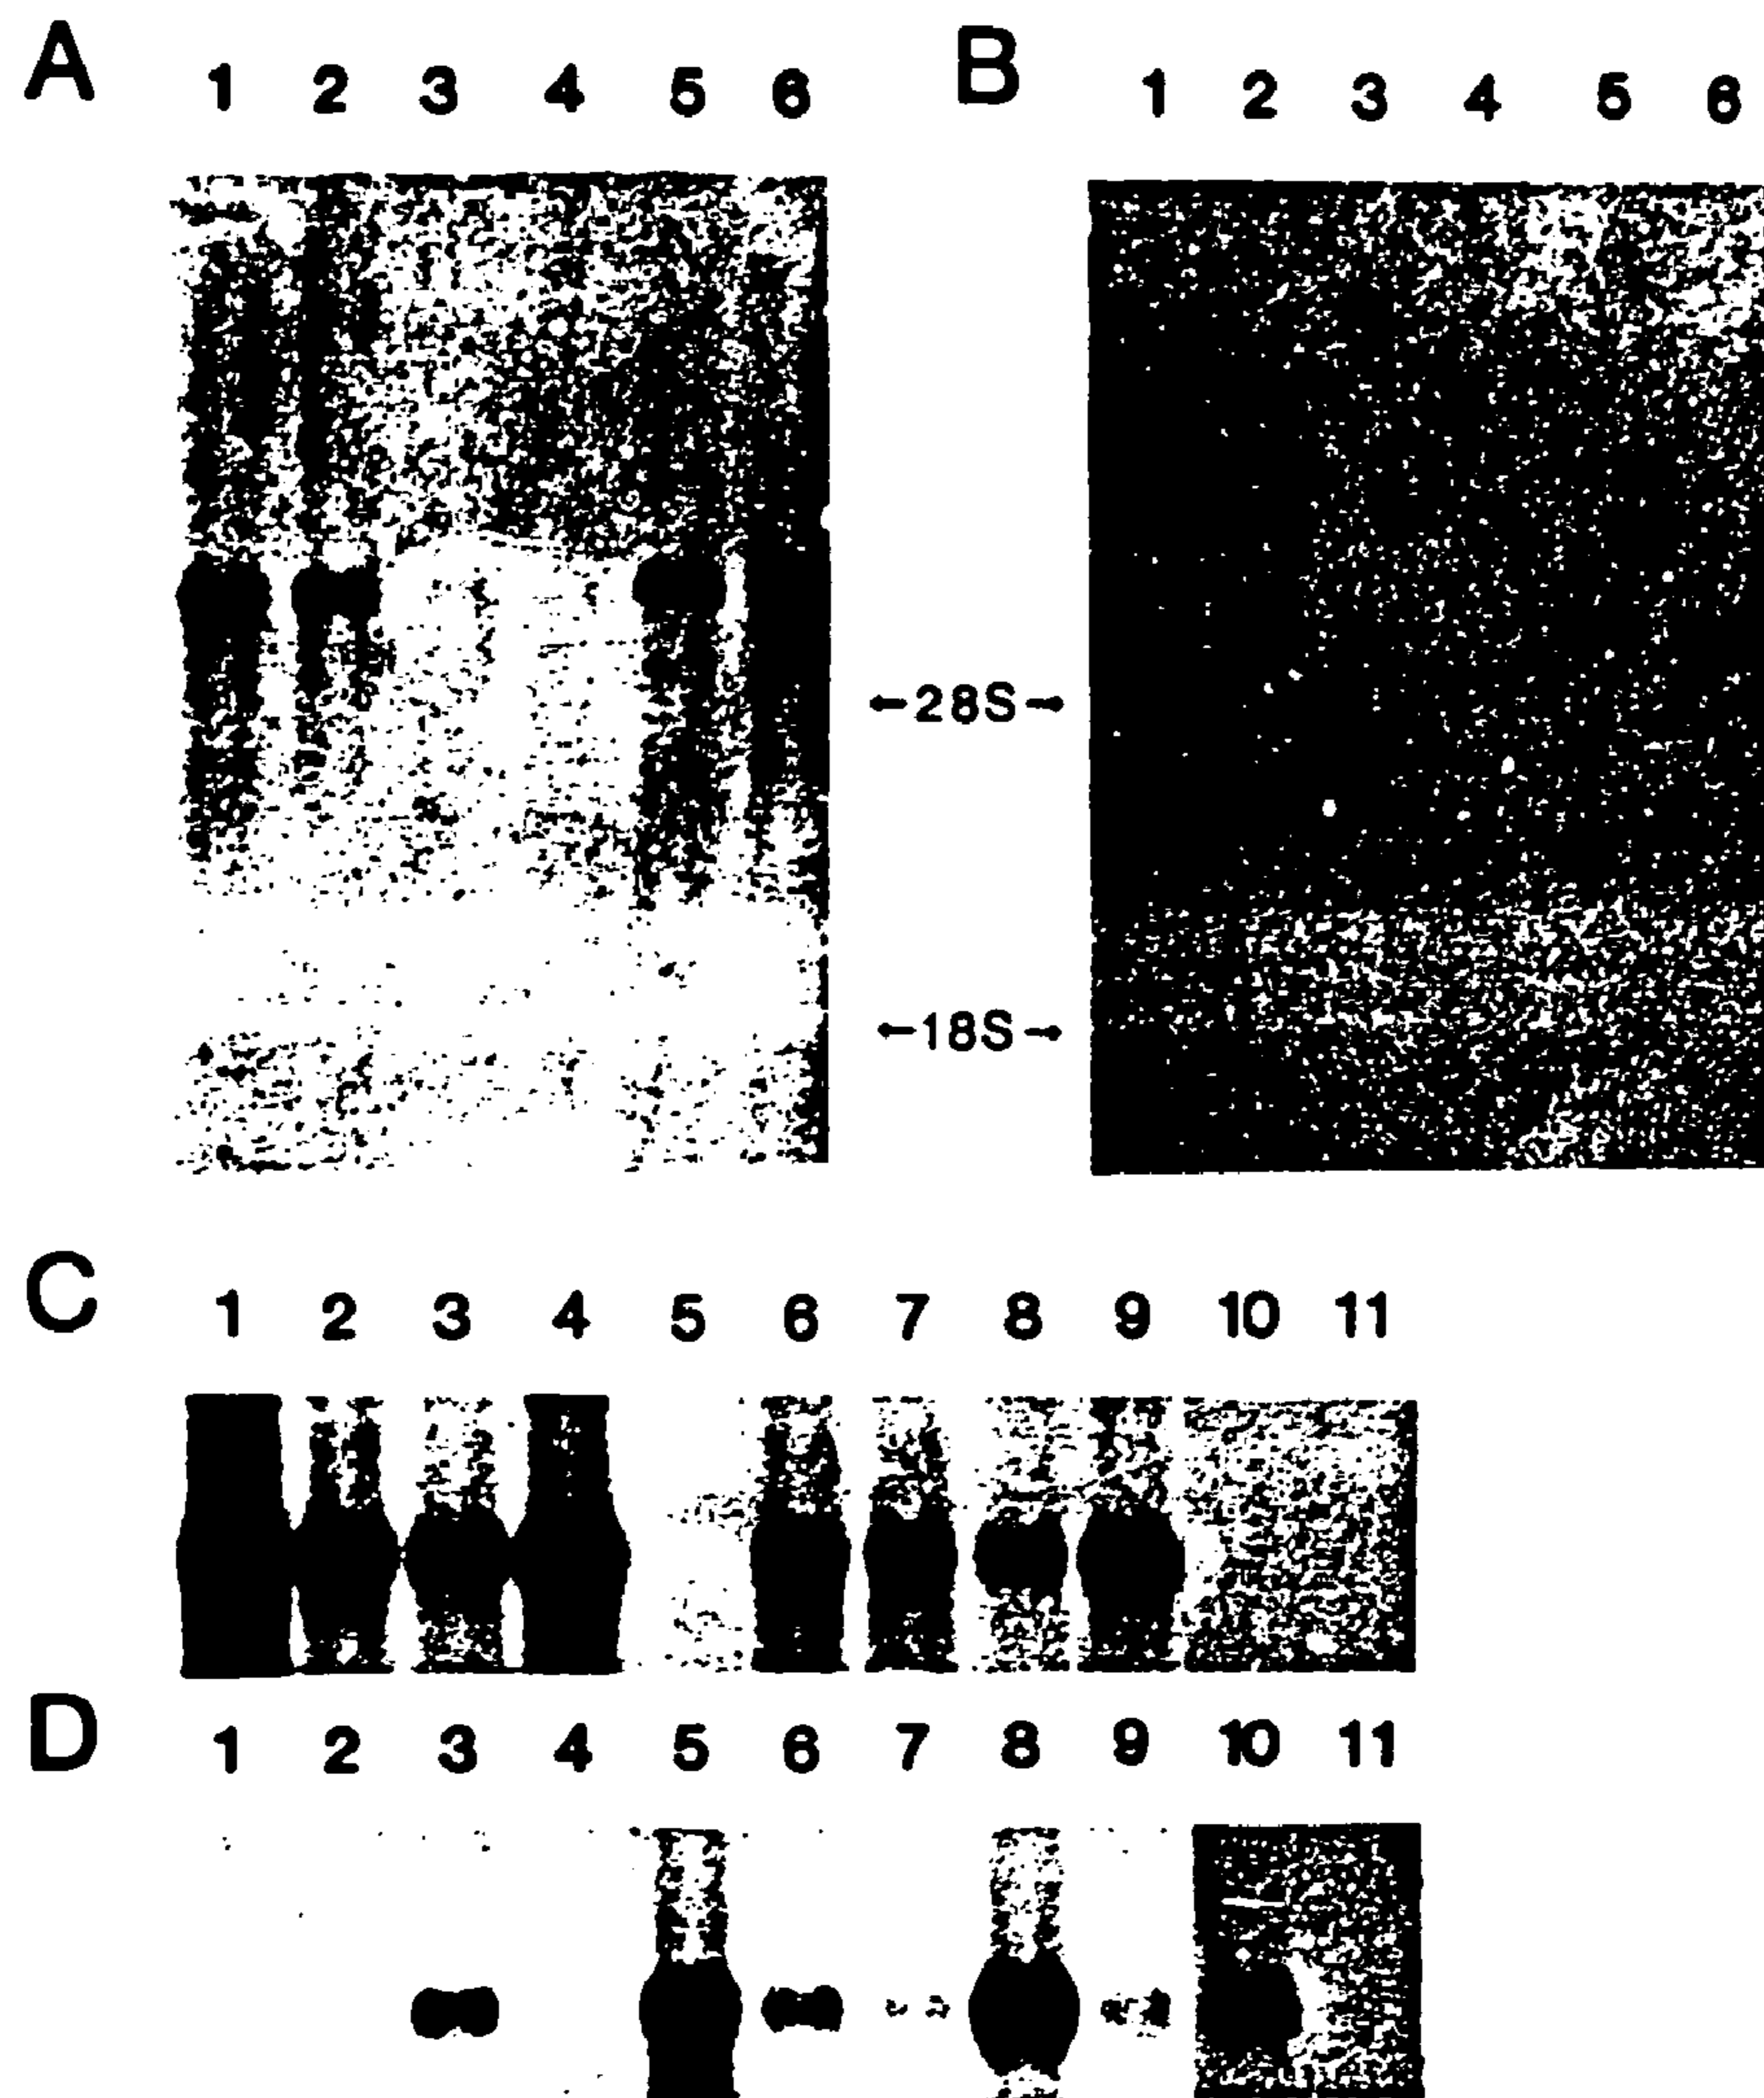 A 1 2 3 4 5 6 B 1 2 3 4 5 6
←28S→
←18S→
C 1 2 3 4 5 6 7 8 9 10 11
D 1 2 3 4 5 6 7 8 9 10 11